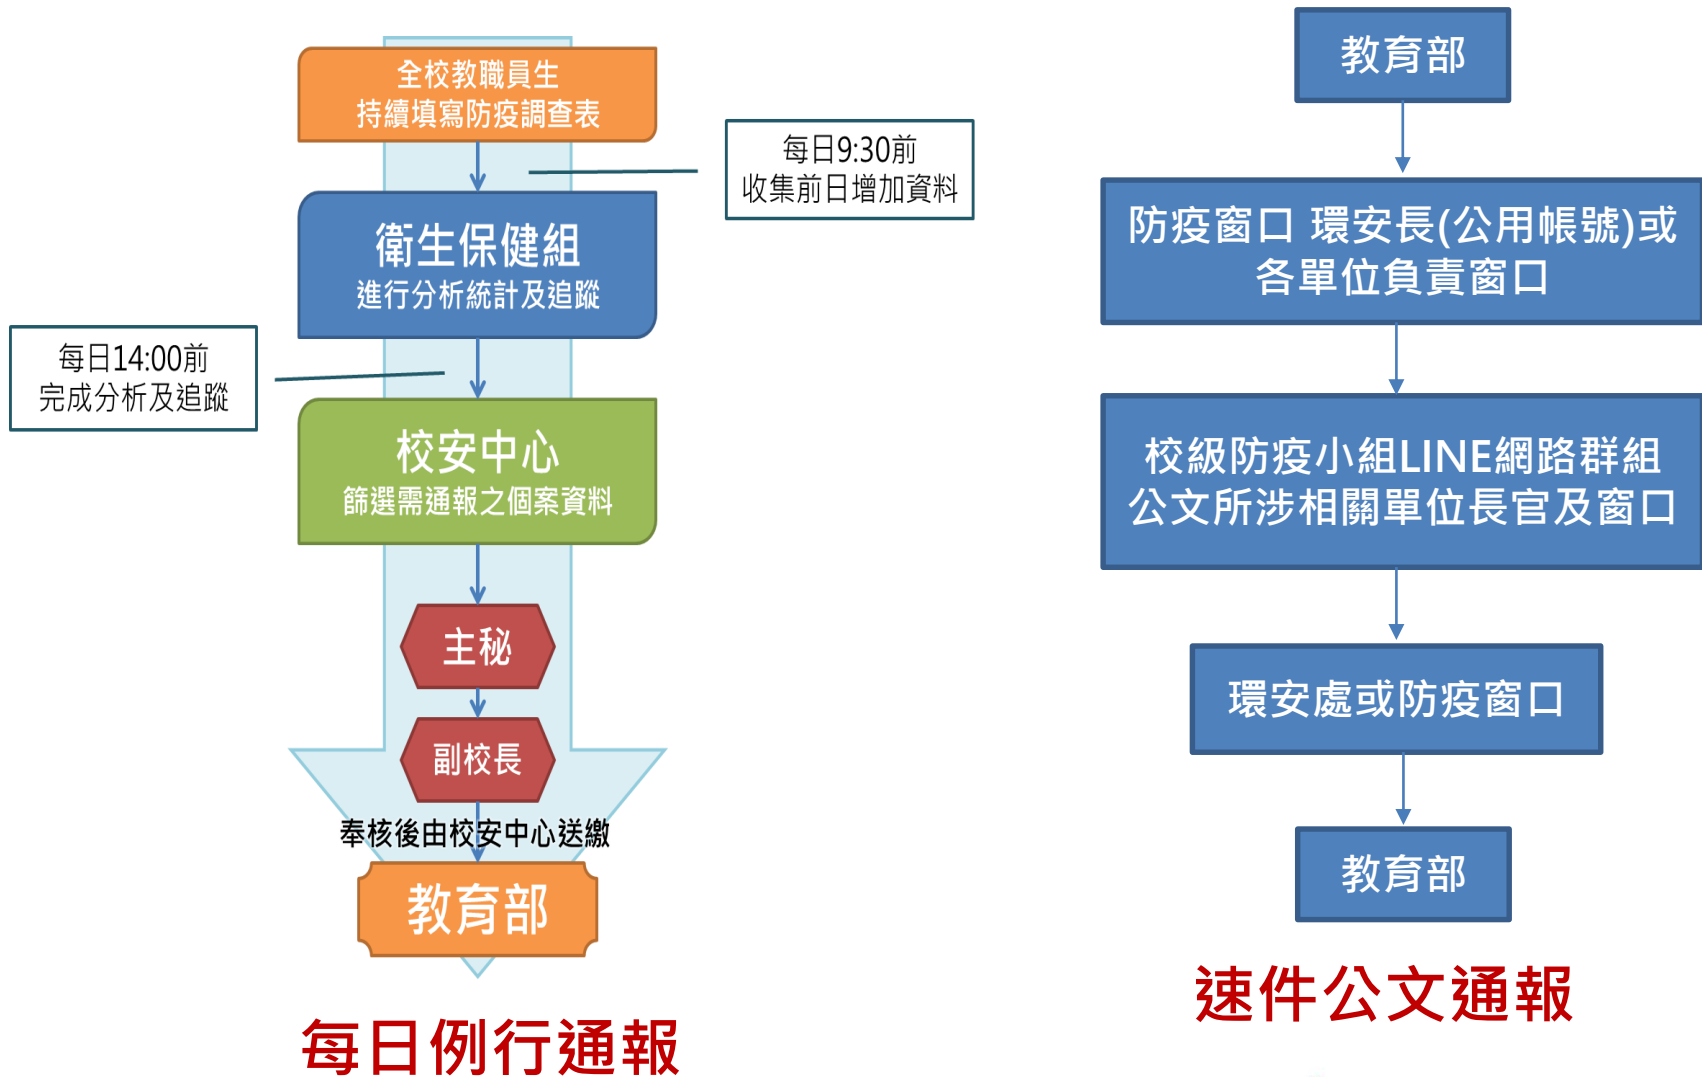 全校教職員生
持續填寫防疫調查表
每日9:30前
收集前日增加資料
衛生保健組
進行分析統計及追蹤
每日14:00前
完成分析及追蹤
校安中心
篩選需通報之個案資料
主秘
副校長
奉核後由校安中心送繳
教育部
每日例行通報
教育部
防疫窗口 環安長(公用帳號)或
各單位負責窗口
校級防疫小組LINE網路群組
公文所涉相關單位長官及窗口
環安處或防疫窗口
教育部
速件公文通報